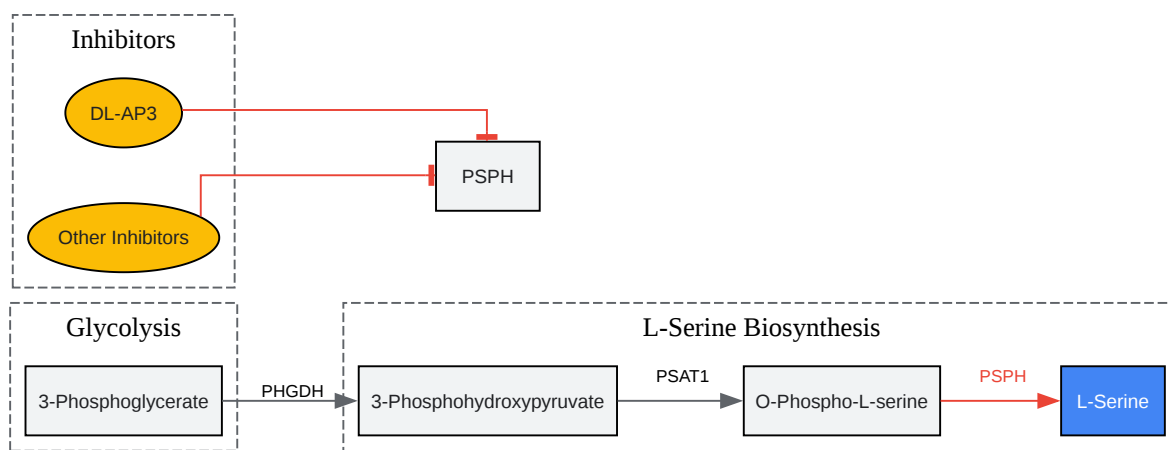 Inhibitors
DL-AP3
PSPH
Other Inhibitors
Glycolysis
L-Serine Biosynthesis
3-Phosphoglycerate
PHGDH
3-Phosphohydroxypyruvate
PSAT1
O-Phospho-L-serine
PSPH
L-Serine